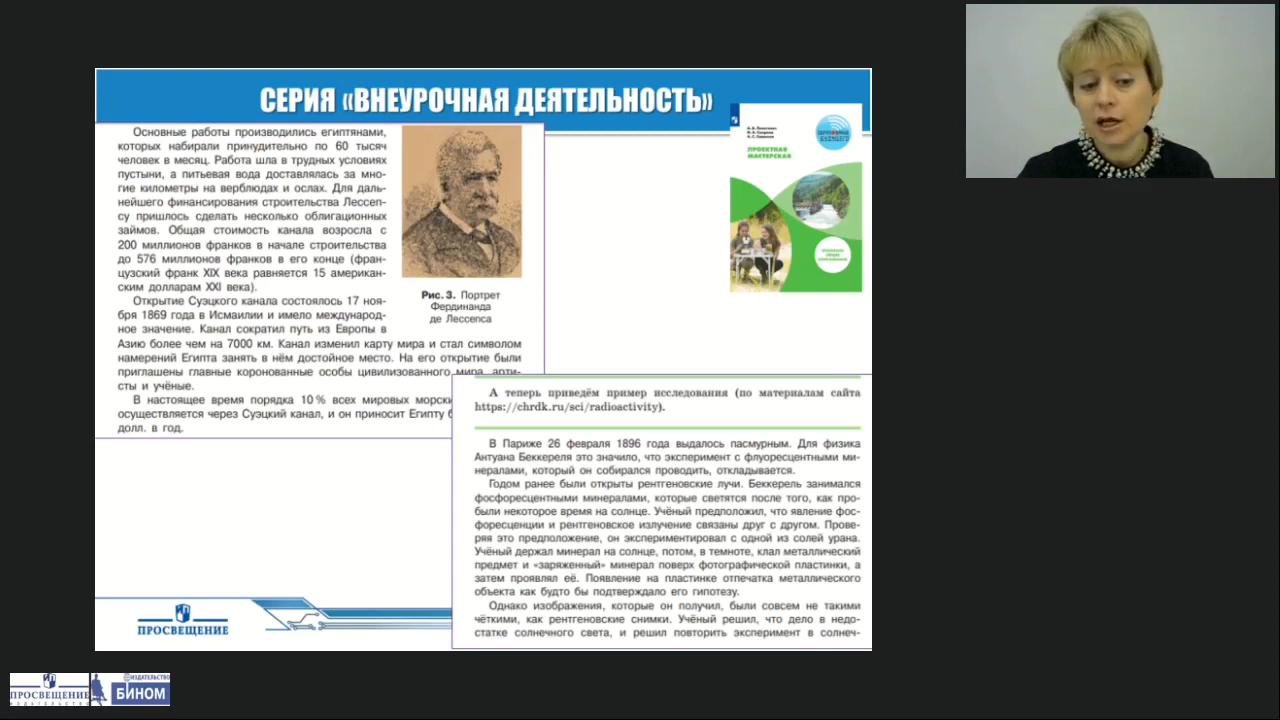 СЕРИЯ «ВНЕУРОЧНАЯ ДЕЯТЕЛЬНОСТЬ»
Основные работы производились египтянами,
которых набирали принудительно по 60 тысяч
человек в месяц. Работа шла в трудных условиях
пустыни, а питьевая вода доставлялась за мно-
гие километры на верблюдах и ослах. Для даль-
нейшего финансирования строительства Лессеп-
су пришлось сделать несколько облигационных
займов. Общая стоимость канала возросла с
200 миллионов франков в начале строительства
до 576 миллионов франков в его конце (фран-
цузский франк XIX века равняется 15 американ-
ским долларам XXI века).
Открытие Суэцкого канала состоялось 17 ноя-
бря 1869 года в Исмаилии и имело международ-
ное значение. Канал сократил путь из Европы в
Азию более чем на 7000 км. Канал изменил карту мира и стал символом
намерений Египта занять в нём достойное место. На его открытие были
приглашены главные коронованные особы цивилизованного мира, арти-
сты и учёные.
В настоящее время порядка 10 % всех мировых морски
осуществляется через Суэцкий канал, и он приносит Египту
долл. в год.
Рис. 3. Портрет
Фердинанда
де Лессепса
ПРОЕКТНАЯ
МАСТЕРСКАЯ
А теперь приведём пример исследования (по материалам сайта
https://chrdk.ru/sci/radioactivity).
В Париже 26 февраля 1896 года выдалось пасмурным. Для физика
Антуана Беккереля это значило, что эксперимент с флуоресцентными ми-
нералами, который он собирался проводить, откладывается.
Годом ранее были открыты рентгеновские лучи. Беккерель занимался
фосфоресцентными минералами, которые светятся после того, как про-
были некоторое время на солнце. Учёный предположил, что явление фос-
форесценции и рентгеновское излучение связаны друг с другом. Прове-
ряя это предположение, он экспериментировал с одной из солей урана.
Учёный держал минерал на солнце, потом, в темноте, клал металлический
предмет и «заряженный» минерал поверх фотографической пластинки, а
затем проявлял её. Появление на пластинке отпечатка металлического
объекта как будто бы подтверждало его гипотезу.
Однако изображения, которые он получил, были совсем не такими
чёткими, как рентгеновские снимки. Учёный решил, что дело в недо-
статке солнечного света, и решил повторить эксперимент в солнеч-
ПРОСВЕЩЕНИЕ
ПРОСВЕЩЕНИЕ
ИЗДАТЕЛЬСТВО
ИЗДАТЕЛЬСТВО
БИНОМ